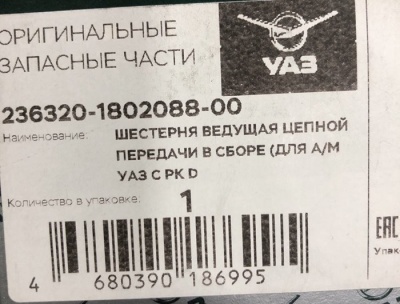 ОРИГИНАЛЬНЫЕ
ЗАПАСНЫЕ ЧАСТИ
УАЗ
236320-1802088-00
Наименование:
ШЕСТЕРНЯ ВЕДУЩАЯ ЦЕПНОЙ
ПЕРЕДАЧИ В СБОРЕ (ДЛЯ А/М
УАЗ С РК D
Количество в упаковке:
1
EAC
Упак
4 680390 186995